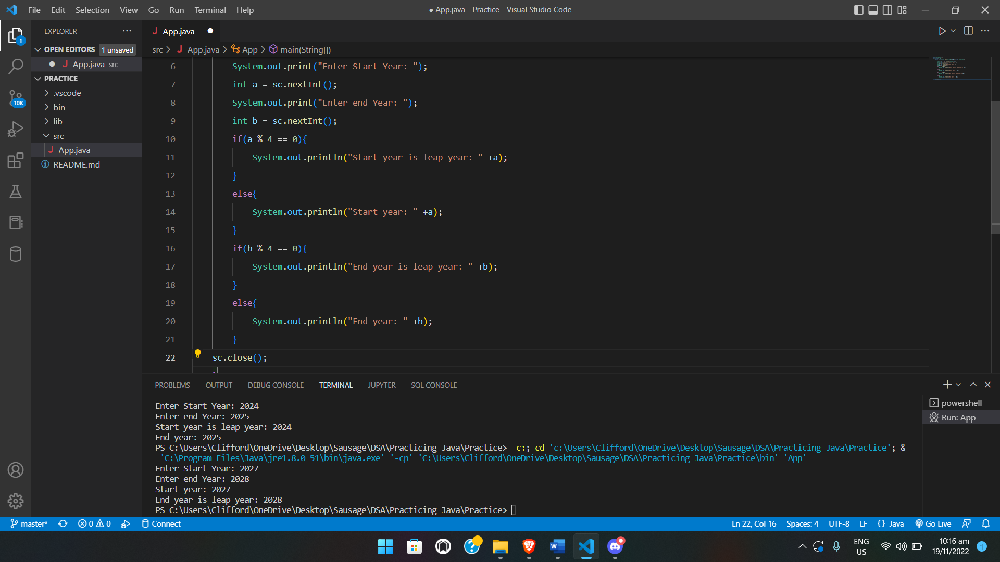 File Edit Selection View Go Run Terminal Help
● App.java - Practice - Visual Studio Code
EXPLORER
OPEN EDITORS 1 unsaved
J App.java src
PRACTICE
.vscode
bin
lib
src
J App.java
README.md
1
10K
J App.java
src > J App.java > App > main(String[])
6 System.out.print("Enter Start Year: ");
7 int a = sc.nextInt();
8 System.out.print("Enter end Year: ");
9 int b = sc.nextInt();
10 if(a % 4 == 0){
11 System.out.println("Start year is leap year: " +a);
12 }
13 else{
14 System.out.println("Start year: " +a);
15 }
16 if(b % 4 == 0){
17 System.out.println("End year is leap year: " +b);
18 }
19 else{
20 System.out.println("End year: " +b);
21 }
22 sc.close();
PROBLEMS OUTPUT DEBUG CONSOLE TERMINAL JUPYTER SQL CONSOLE
Enter Start Year: 2024
Enter end Year: 2025
Start year is leap year: 2024
End year: 2025
PS C:\Users\Clifford\OneDrive\Desktop\Sausage\DSA\Practicing Java\Practice> c:; cd 'c:\Users\Clifford\OneDrive\Desktop\Sausage\DSA\Practicing Java\Practice'; &
'C:\Program Files\Java\jre1.8.0_51\bin\java.exe' '-cp' 'C:\Users\Clifford\OneDrive\Desktop\Sausage\DSA\Practicing Java\Practice\bin' 'App'
Enter Start Year: 2027
Enter end Year: 2028
Start year: 2027
End year is leap year: 2028
PS C:\Users\Clifford\OneDrive\Desktop\Sausage\DSA\Practicing Java\Practice>
powershell
Run: App
master* 0 0 Connect
Ln 22, Col 16 Spaces: 4 UTF-8 LF {} Java Go Live
ENG
US
10:16 am
19/11/2022
1